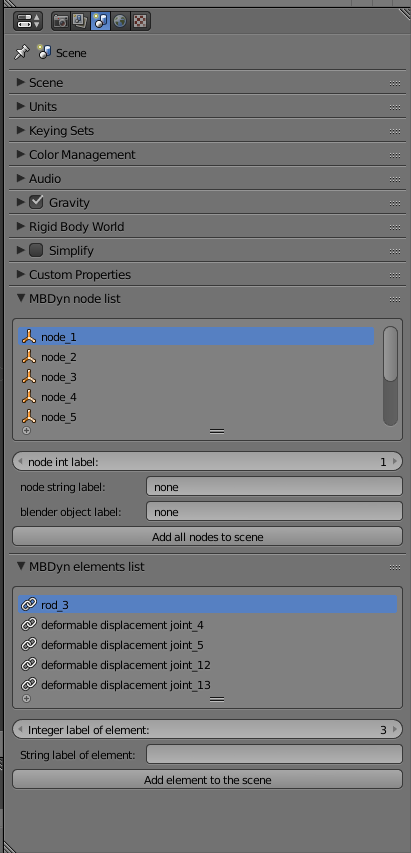 Scene
Scene
Units
Keying Sets
Color Management
Audio
Gravity
Rigid Body World
Simplify
Custom Properties
MBDyn node list
node_1
node_2
node_3
node_4
node_5
node int label: 1
node string label: none
blender object label: none
Add all nodes to scene
MBDyn elements list
rod_3
deformable displacement joint_4
deformable displacement joint_5
deformable displacement joint_12
deformable displacement joint_13
Integer label of element: 3
String label of element:
Add element to the scene